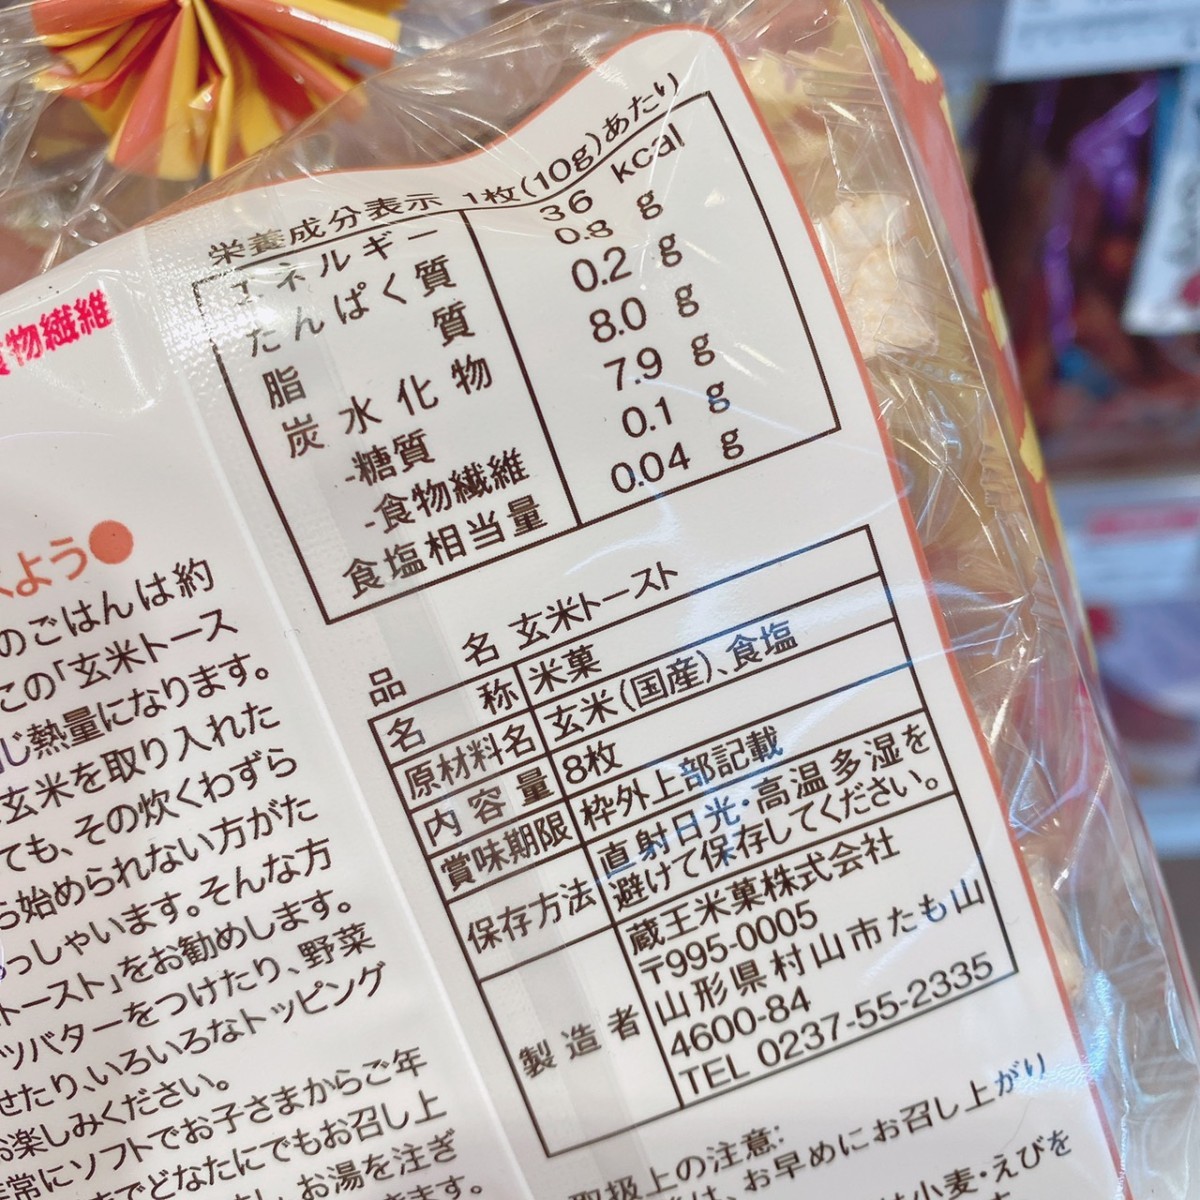 栄養成分表示 1枚(10g)あたり
エネルギー 36 kcal
たんぱく質 0.8 g
脂質 0.2 g
炭水化物 8.0 g
-糖質 7.9 g
-食物繊維 0.1 g
食塩相当量 0.04 g
物繊維
よう●
のごはんは約
この「玄米トース
じ熱量になります。
玄米を取り入れた
ても、その炊くわずら
始められない方がた
っしゃいます。そんな方
トースト」をお勧めします。
ツバターをつけたり、野菜
せたり、いろいろなトッピング
お楽しみください。
常にソフトでお子さまからご年
までどなたにでもお召し上
お湯を注ぎ
きます。
品名 玄米トースト
名称 米菓
原材料名 玄米(国産)、食塩
内容量 8枚
賞味期限 枠外上部記載
保存方法 直射日光・高温多湿を
避けて保存してください。
製造者 蔵王米菓株式会社
〒995-0005
山形県村山市たも山
4600-84
TEL 0237-55-2335
取扱上の注意:
は、お早めにお召し上がり
小麦・えびを